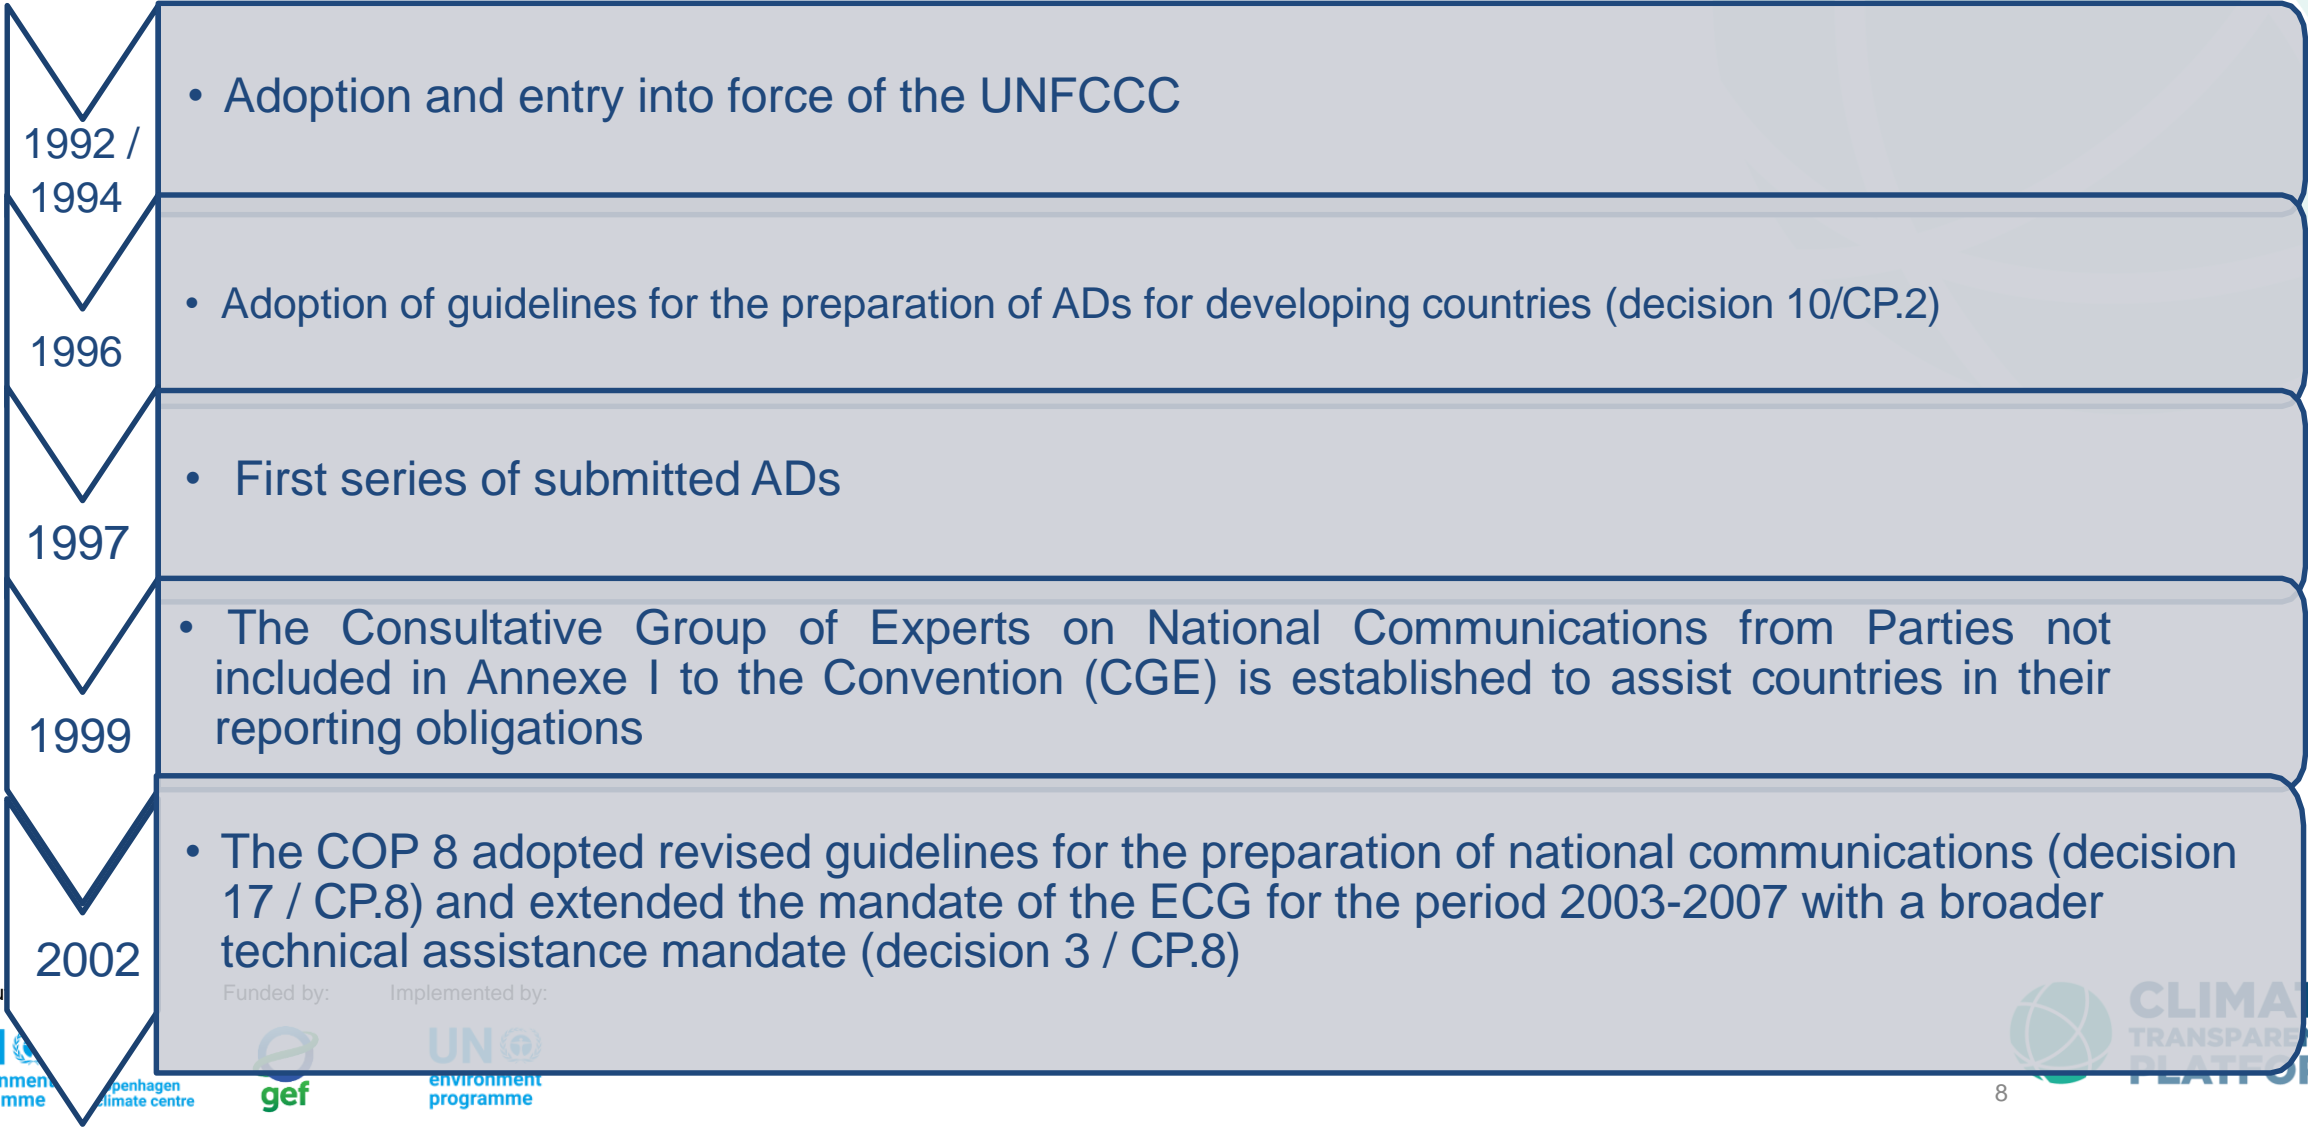 1992 /
1994
• Adoption and entry into force of the UNFCCC
1996
• Adoption of guidelines for the preparation of ADs for developing countries (decision 10/CP.2)
1997
• First series of submitted ADs
1999
• The Consultative Group of Experts on National Communications from Parties not
included in Annexe I to the Convention (CGE) is established to assist countries in their
reporting obligations
2002
• The COP 8 adopted revised guidelines for the preparation of national communications (decision
17 / CP.8) and extended the mandate of the ECG for the period 2003-2007 with a broader
technical assistance mandate (decision 3 / CP.8)
Funded by:
Implemented by:
gef
UN
environment
programme
climate centre
8